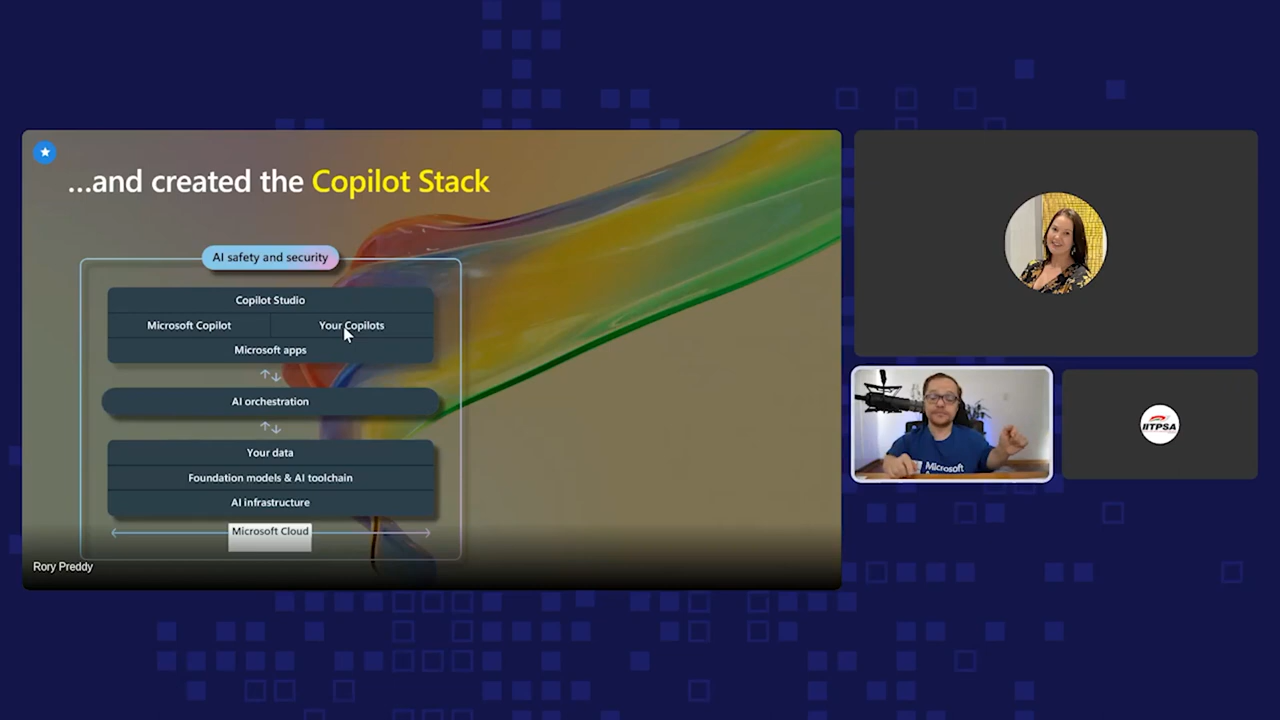 ...and created the Copilot Stack
AI safety and security
Copilot Studio
Microsoft Copilot
Your Copilots
Microsoft apps
AI orchestration
Your data
Foundation models & AI toolchain
AI infrastructure
Microsoft Cloud
Rory Preddy
Microsoft
IITPSA